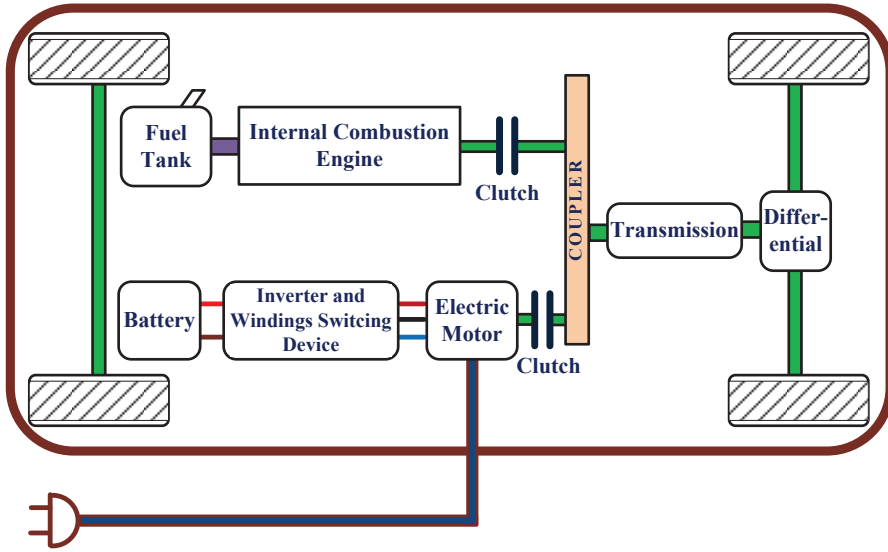 Fuel
Tank
Internal Combustion
Engine
Clutch
COUPLER
Transmission
Differ-
ential
Battery
Inverter and
Windings Switcing
Device
Electric
Motor
Clutch